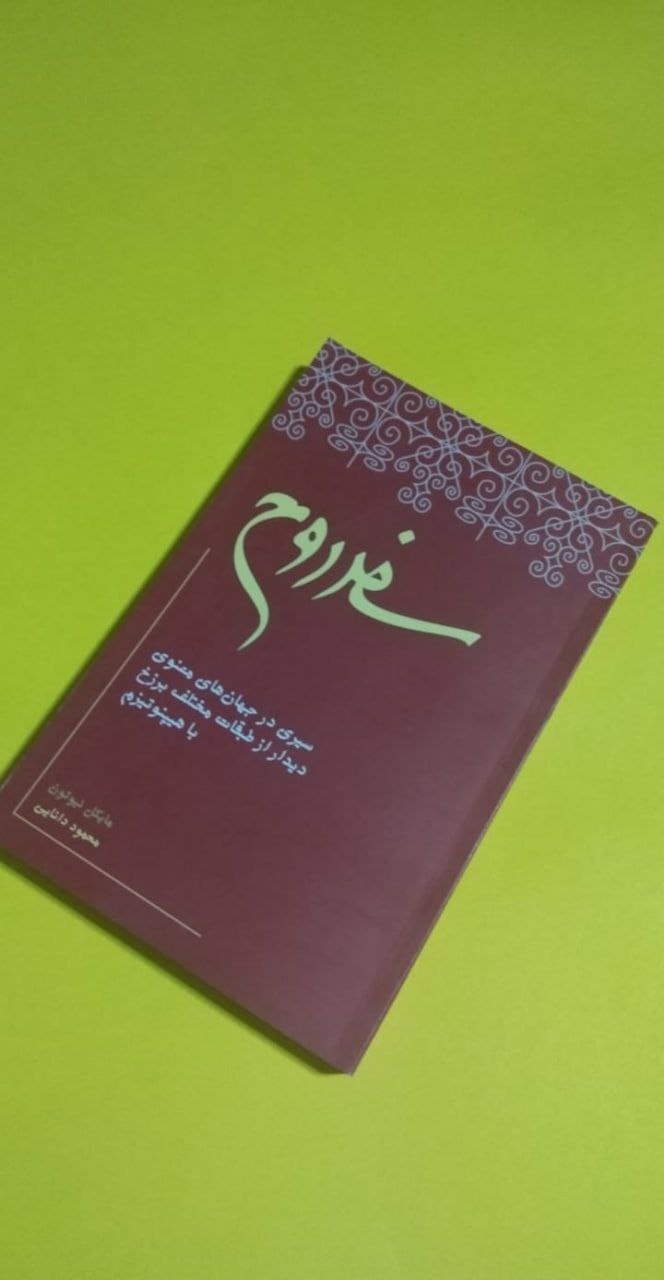 سفر روح
سیری در جهان‌های معنوی
دیدار از طبقات مختلف برزخ
با هیپنوتیزم
مایکل نیوتون
محمود دانایی